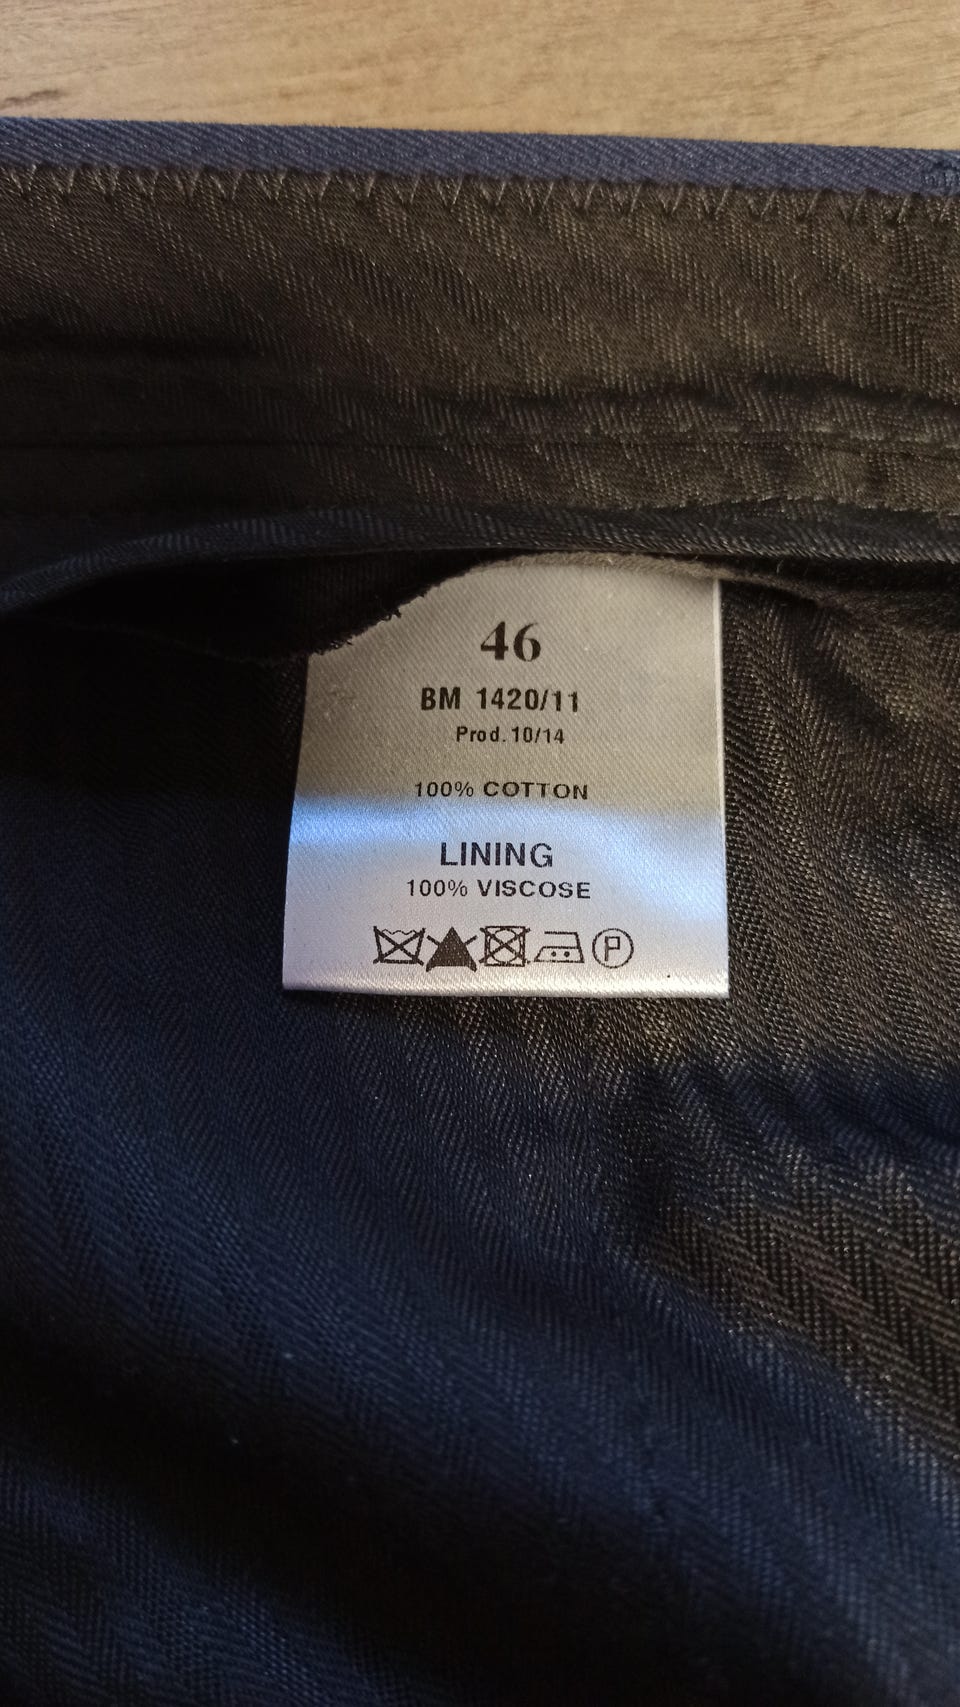 46
BM 1420/11
Prod. 10/14
100% COTTON
LINING
100% VISCOSE
P